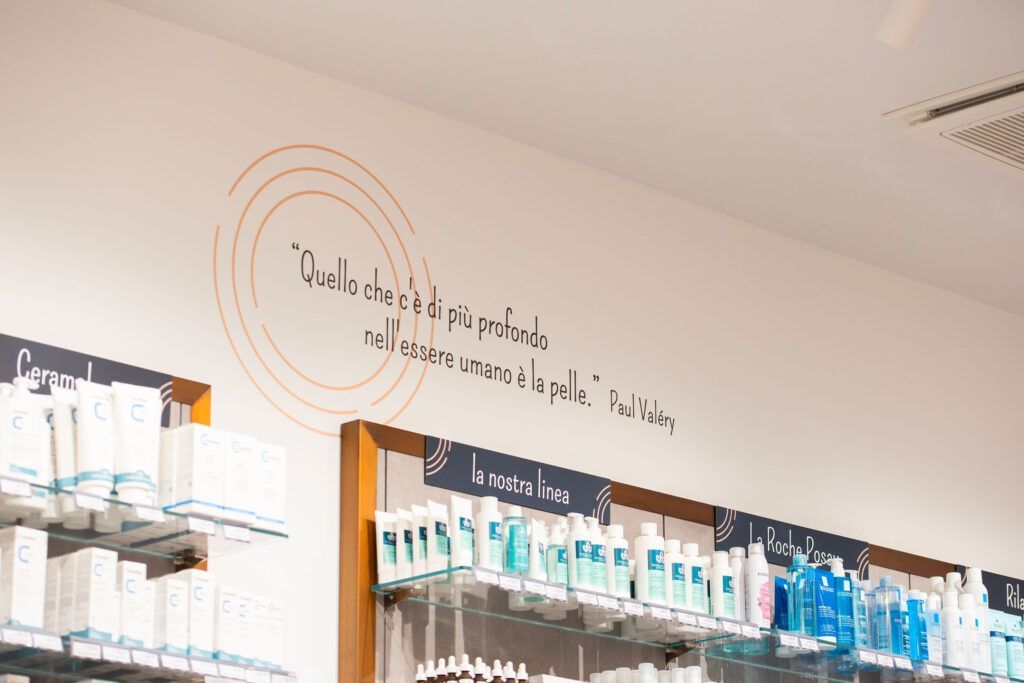 “Quello che c'è di più profondo
nell'essere umano è la pelle.” Paul Valéry
la nostra linea
La Roche Posay